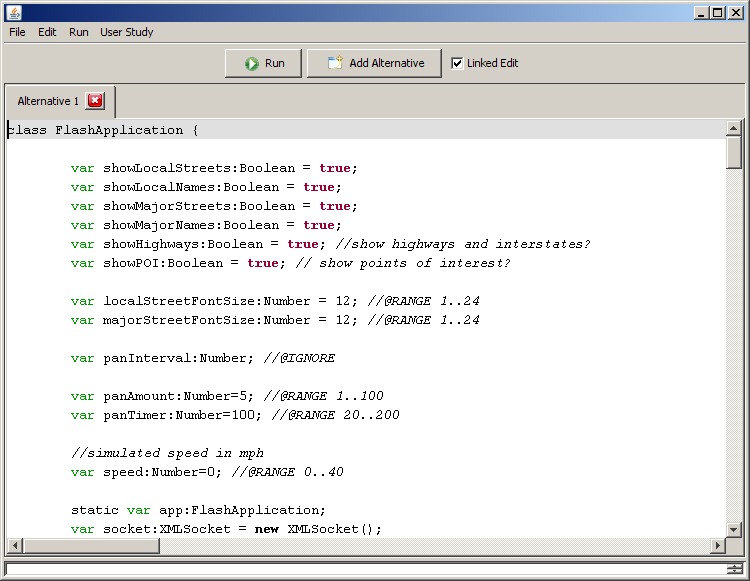 File Edit Run User Study
Run Add Alternative Linked Edit
Alternative 1
class FlashApplication {
var showLocalStreets:Boolean = true;
var showLocalNames:Boolean = true;
var showMajorStreets:Boolean = true;
var showMajorNames:Boolean = true;
var showHighways:Boolean = true; //show highways and interstates?
var showPOI:Boolean = true; // show points of interest?
var localStreetFontSize:Number = 12; //@RANGE 1..24
var majorStreetFontSize:Number = 12; //@RANGE 1..24
var panInterval:Number; //@IGNORE
var panAmount:Number=5; //@RANGE 1..100
var panTimer:Number=100; //@RANGE 20..200
//simulated speed in mph
var speed:Number=0; //@RANGE 0..40
static var app:FlashApplication;
var socket:XMLSocket = new XMLSocket();